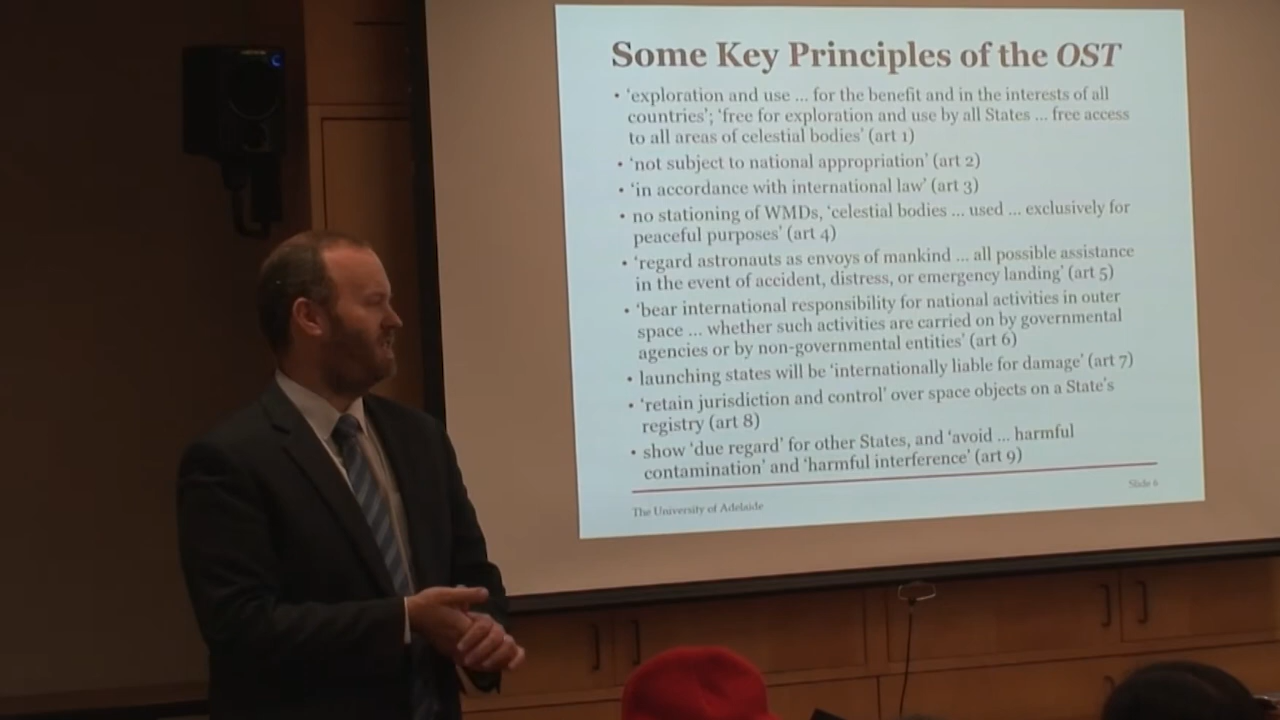 Some Key Principles of the OST
• ‘exploration and use ... for the benefit and in the interests of all
countries’; ‘free for exploration and use by all States ... free access
to all areas of celestial bodies’ (art 1)
• ‘not subject to national appropriation’ (art 2)
• ‘in accordance with international law’ (art 3)
• no stationing of WMDs, ‘celestial bodies ... used ... exclusively for
peaceful purposes’ (art 4)
• ‘regard astronauts as envoys of mankind ... all possible assistance
in the event of accident, distress, or emergency landing’ (art 5)
• ‘bear international responsibility for national activities in outer
space ... whether such activities are carried on by governmental
agencies or by non-governmental entities’ (art 6)
• launching states will be ‘internationally liable for damage’ (art 7)
• ‘retain jurisdiction and control’ over space objects on a State’s
registry (art 8)
• show ‘due regard’ for other States, and ‘avoid ... harmful
contamination’ and ‘harmful interference’ (art 9)
Slide 6
The University of Adelaide